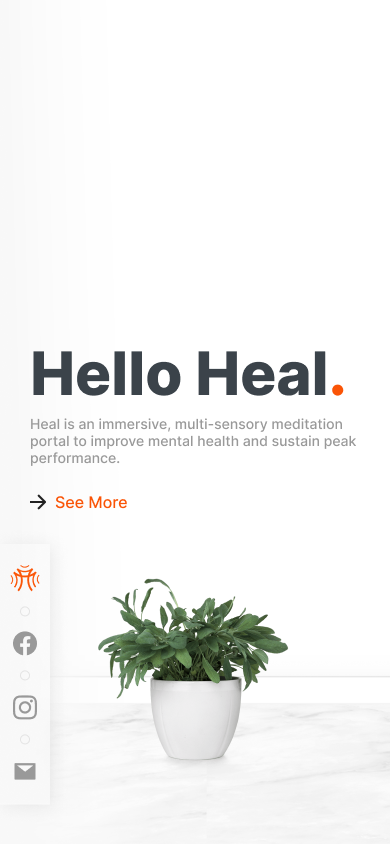 Hello Heal.
Heal is an immersive, multi-sensory meditation
portal to improve mental health and sustain peak
performance.
See More